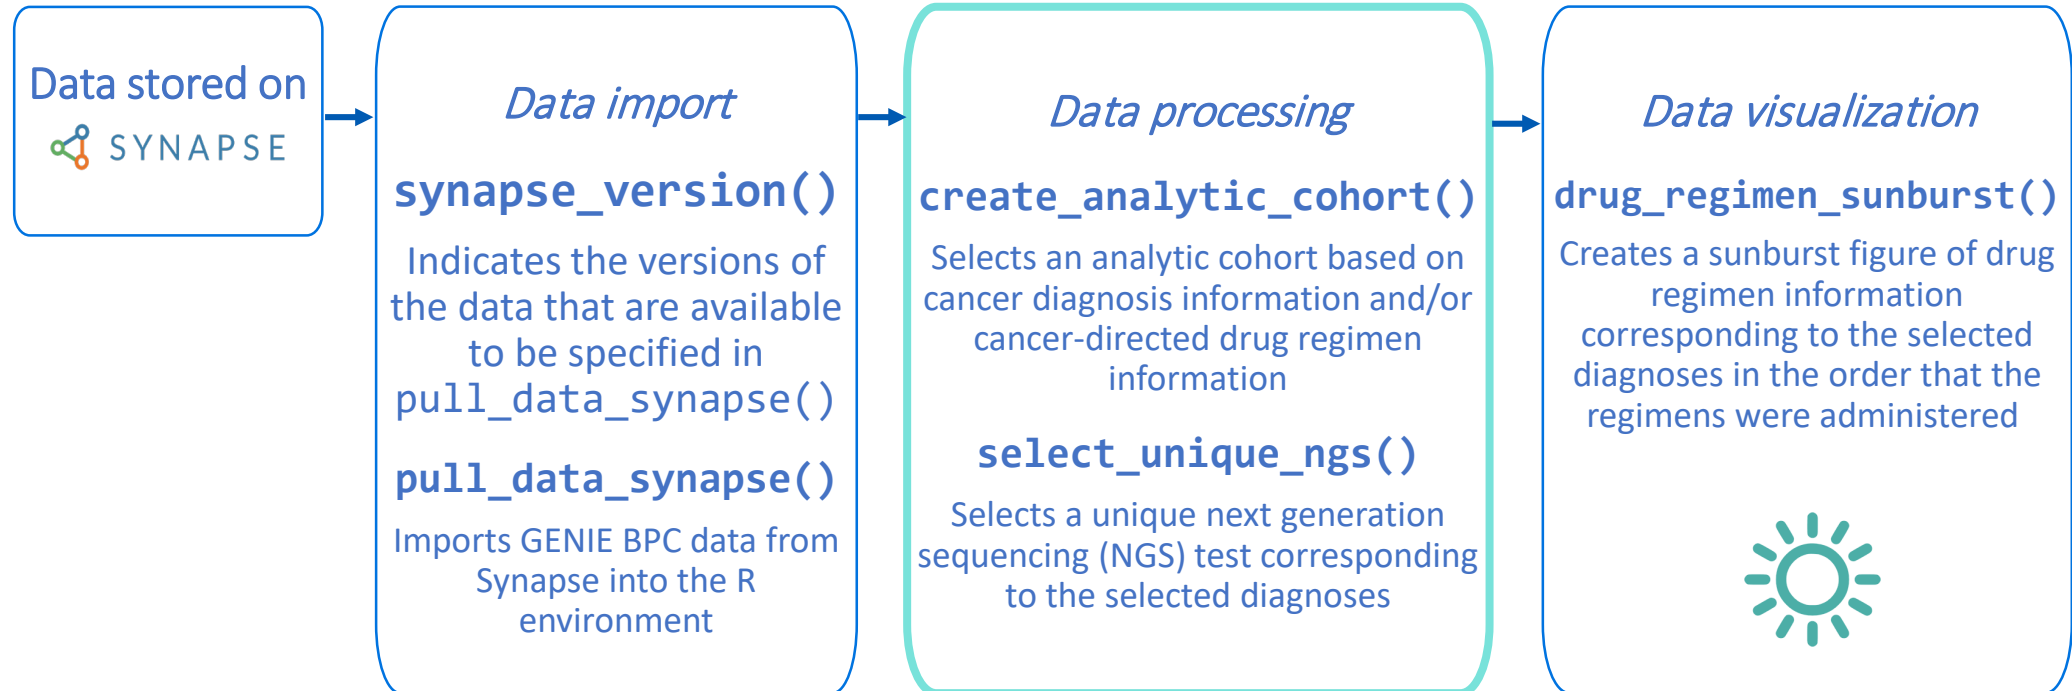 Data stored on
SYNAPSE
Data import
synapse_version()
Indicates the versions of
the data that are available
to be specified in
pull_data_synapse()
pull_data_synapse()
Imports GENIE BPC data from
Synapse into the R
environment
Data processing
create_analytic_cohort()
Selects an analytic cohort based on
cancer diagnosis information and/or
cancer-directed drug regimen
information
select_unique_ngs()
Selects a unique next generation
sequencing (NGS) test corresponding
to the selected diagnoses
Data visualization
drug_regimen_sunburst()
Creates a sunburst figure of drug
regimen information
corresponding to the selected
diagnoses in the order that the
regimens were administered